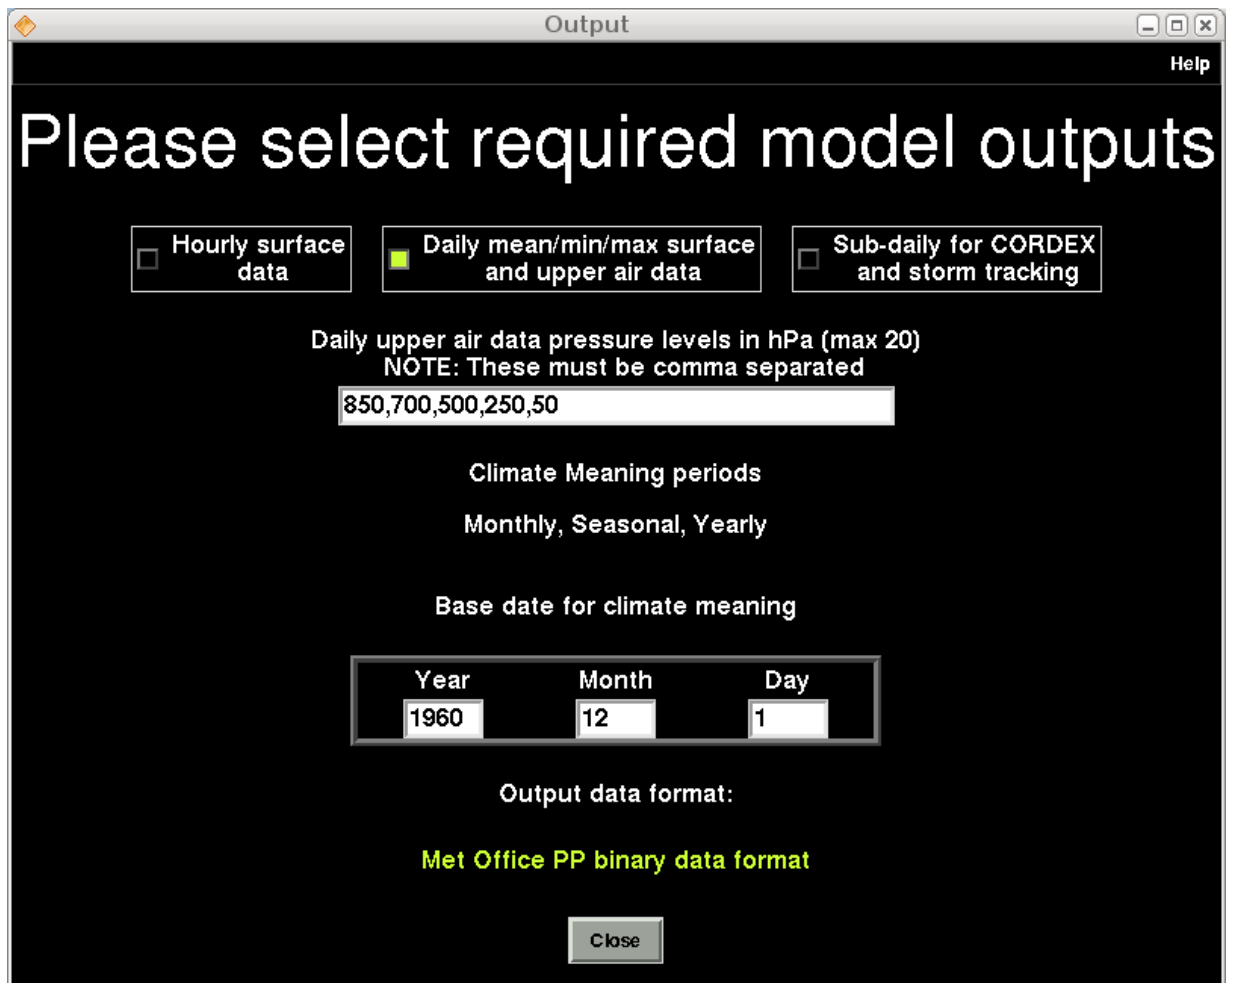 Output
Help
Please select required model outputs
Hourly surface
data
Daily mean/min/max surface
and upper air data
Sub-daily for CORDEX
and storm tracking
Daily upper air data pressure levels in hPa (max 20)
NOTE: These must be comma separated
850,700,500,250,50
Climate Meaning periods
Monthly, Seasonal, Yearly
Base date for climate meaning
Year Month Day
1960 12 1
Output data format:
Met Office PP binary data format
Close